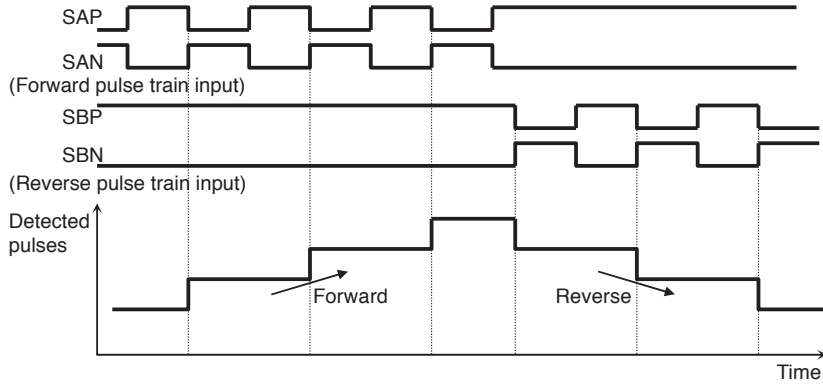 SAP
SAN
(Forward pulse train input)
SBP
SBN
(Reverse pulse train input)
Detected
pulses
Forward
Reverse
Time